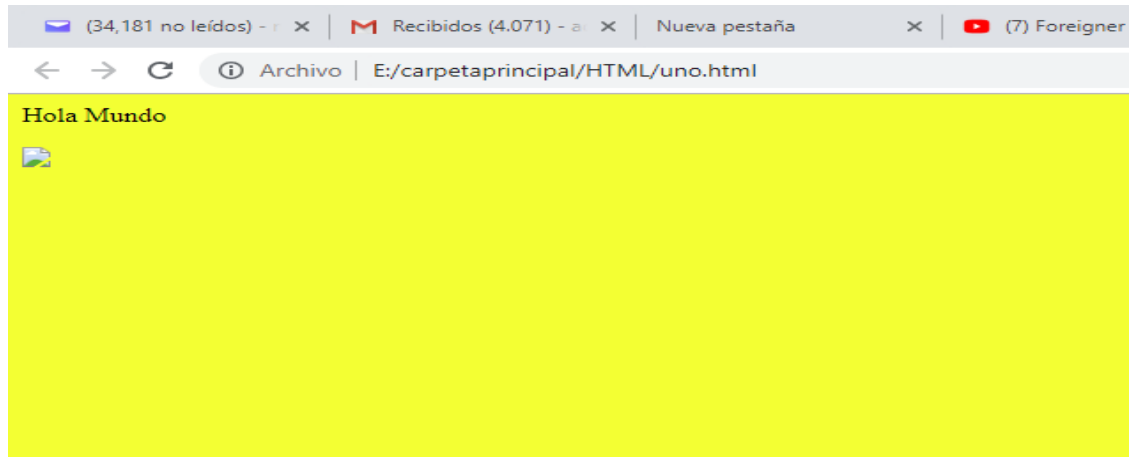 (34,181 no leídos) -
Recibidos (4.071) -
Nueva pestaña
(7) Foreigner
Archivo | E:/carpetaprincipal/HTML/uno.html
Hola Mundo